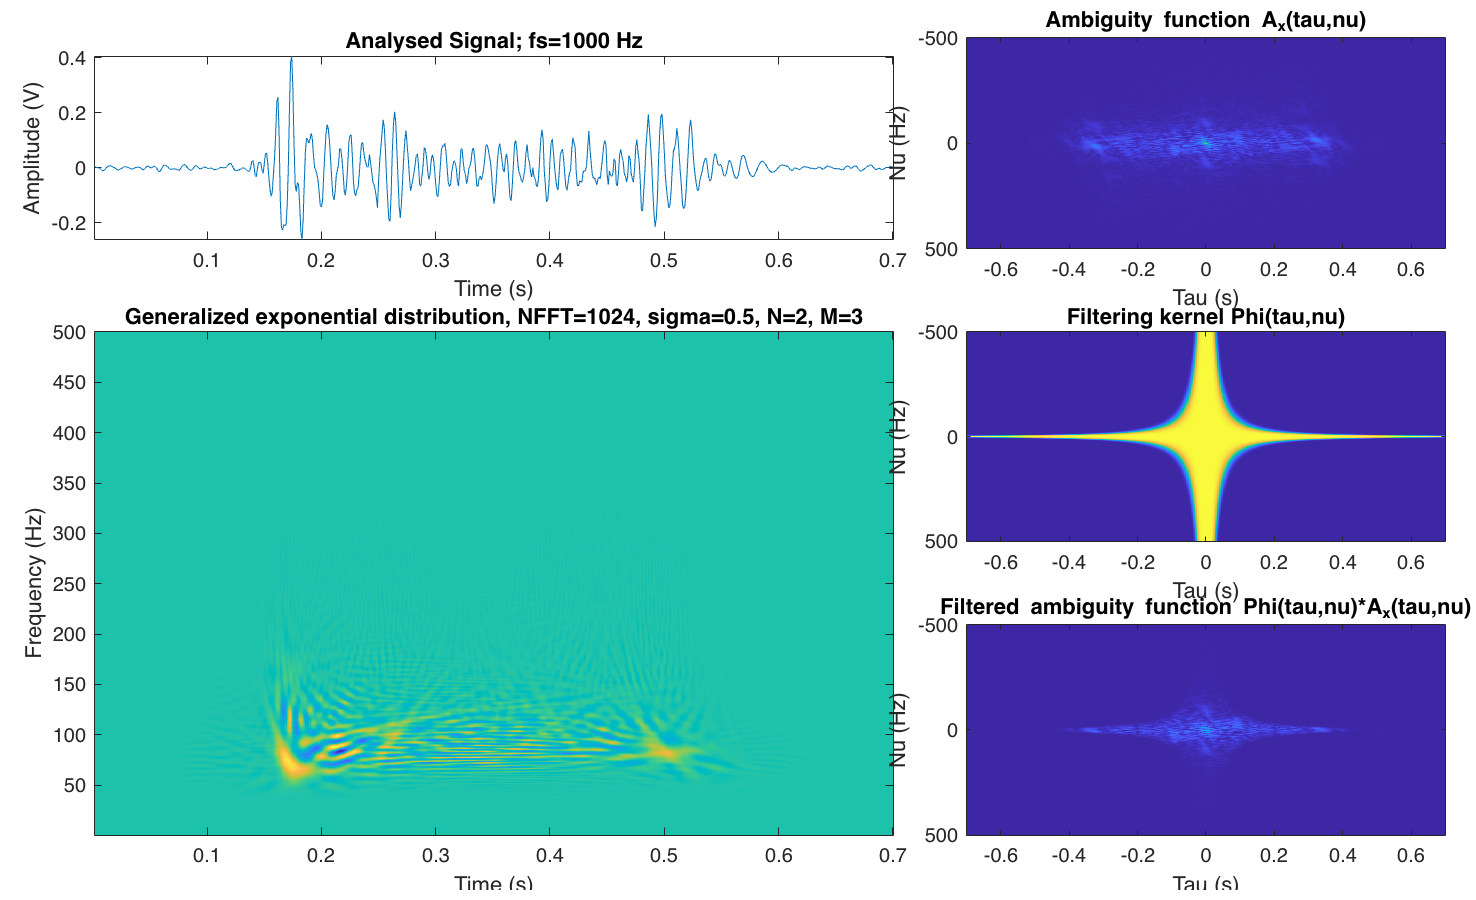 Analysed Signal; fs=1000 Hz
Amplitude (V)
0.4
0.2
0
-0.2
0.1 0.2 0.3 0.4 0.5 0.6 0.7
Time (s)
Generalized exponential distribution, NFFT=1024, sigma=0.5, N=2, M=3
Frequency (Hz)
500
450
400
350
300
250
200
150
100
50
0.1 0.2 0.3 0.4 0.5 0.6 0.7
Time (s)
Ambiguity function Ax(tau,nu)
Nu (Hz)
-500
0
500
-0.6 -0.4 -0.2 0 0.2 0.4 0.6
Tau (s)
Filtering kernel Phi(tau,nu)
Nu (Hz)
-500
0
500
-0.6 -0.4 -0.2 0 0.2 0.4 0.6
Tau (s)
Filtered ambiguity function Phi(tau,nu)*Ax(tau,nu)
Nu (Hz)
-500
0
500
-0.6 -0.4 -0.2 0 0.2 0.4 0.6
Tau (s)